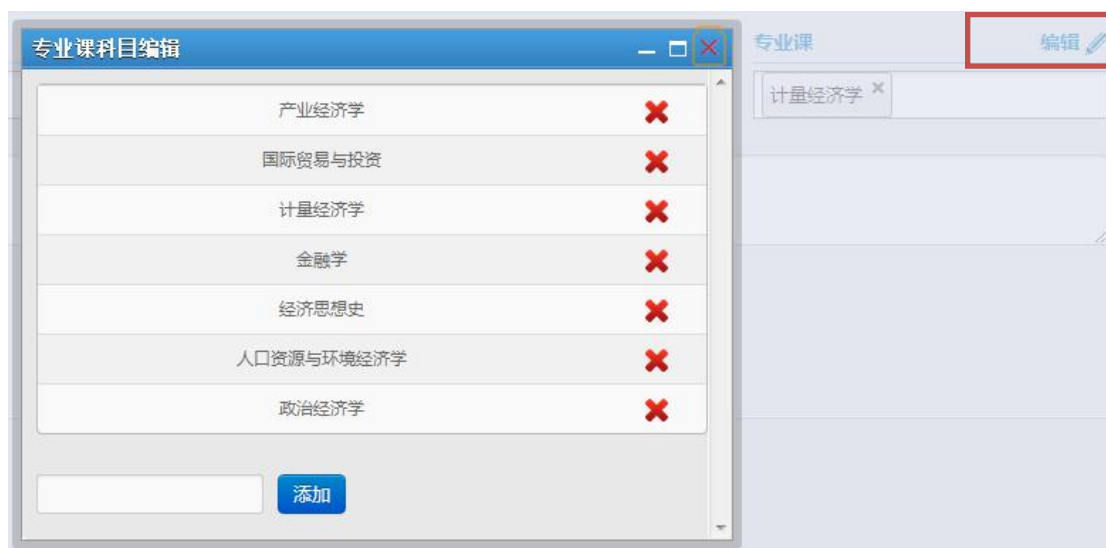 专业课科目编辑
专业课
编辑
计量经济学
产业经济学
国际贸易与投资
计量经济学
金融学
经济思想史
人口资源与环境经济学
政治经济学
添加